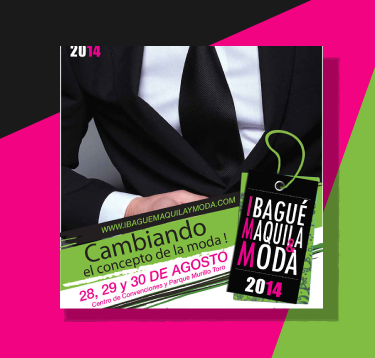 2014
WWW.IBAGUEMAQUILAYMODA.COM
Cambiando
el concepto de la moda !
28, 29 y 30 DE AGOSTO
Centro de Convenciones y Parque Murillo Toro
IBAGUÉ
MAQUILA
&
MODA
2014